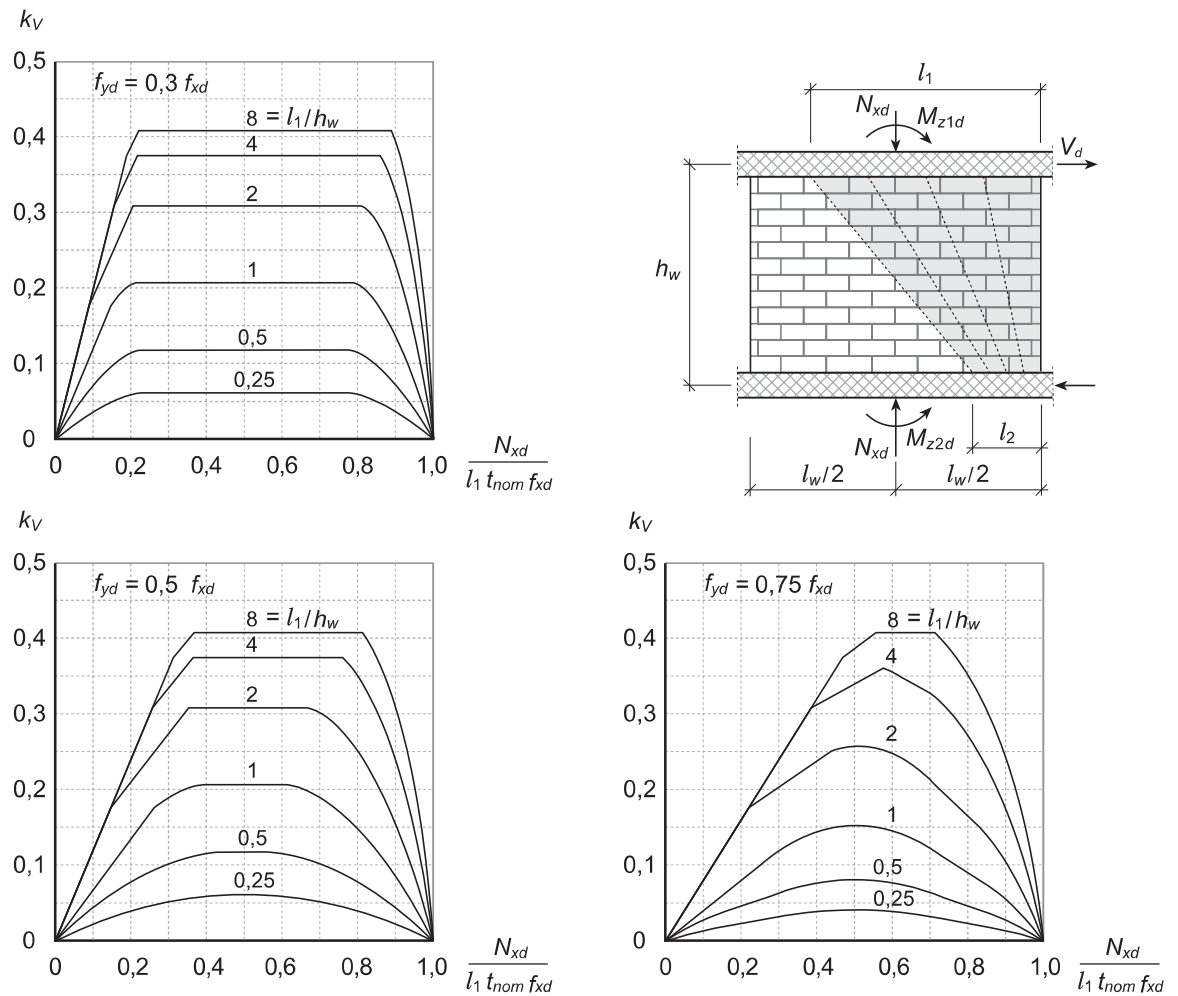 k_V
0,5
f_yd = 0,3 f_xd
8 = l_1/h_w
0,4
4
0,3
2
0,2
1
0,1
0,5
0,25
0
0 0,2 0,4 0,6 0,8 1,0
N_xd
l_1 t_nom f_xd
l_1
N_xd
M_z1d
V_d
h_w
N_xd
M_z2d
l_2
l_w/2
l_w/2
k_V
0,5
f_yd = 0,5 f_xd
8 = l_1/h_w
0,4
4
0,3
2
0,2
1
0,1
0,5
0,25
0
0 0,2 0,4 0,6 0,8 1,0
N_xd
l_1 t_nom f_xd
k_V
0,5
f_yd = 0,75 f_xd
8 = l_1/h_w
0,4
4
0,3
2
0,2
1
0,1
0,5
0,25
0
0 0,2 0,4 0,6 0,8 1,0
N_xd
l_1 t_nom f_xd